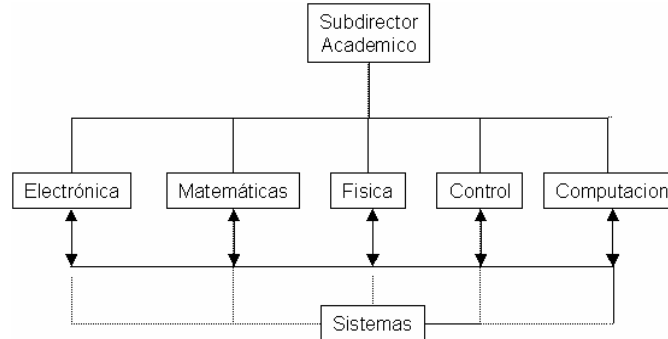 Subdirector
Academico
Electrónica
Matemáticas
Fisica
Control
Computacion
Sistemas